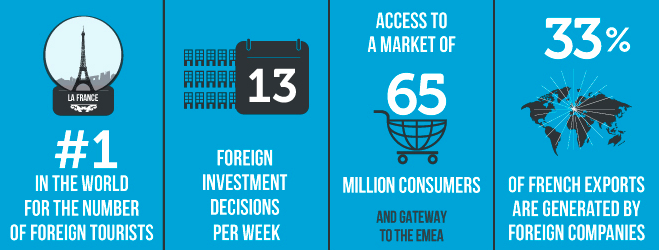 LA FRANCE
#1
IN THE WORLD
FOR THE NUMBER
OF FOREIGN TOURISTS
13
FOREIGN
INVESTMENT
DECISIONS
PER WEEK
ACCESS TO
A MARKET OF
65
MILLION CONSUMERS
AND GATEWAY
TO THE EMEA
33%
OF FRENCH EXPORTS
ARE GENERATED BY
FOREIGN COMPANIES